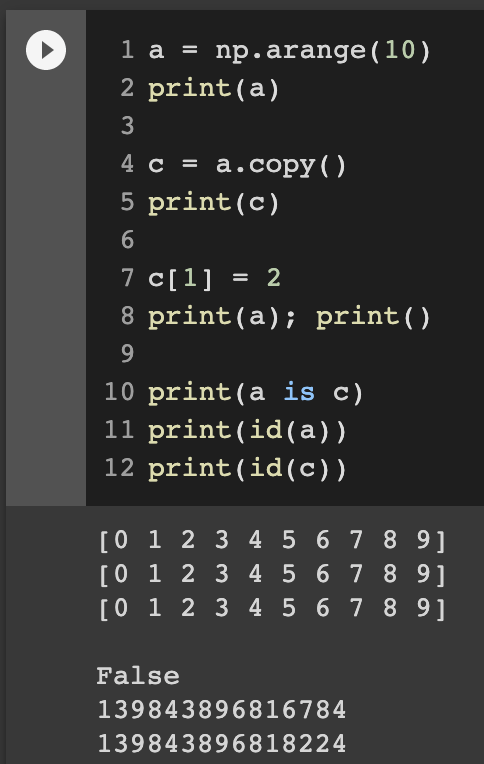 1 a = np.arange(10)
2 print(a)
3
4 c = a.copy()
5 print(c)
6
7 c[1] = 2
8 print(a); print()
9
10 print(a is c)
11 print(id(a))
12 print(id(c))
[0 1 2 3 4 5 6 7 8 9]
[0 1 2 3 4 5 6 7 8 9]
[0 1 2 3 4 5 6 7 8 9]
False
139843896816784
139843896818224